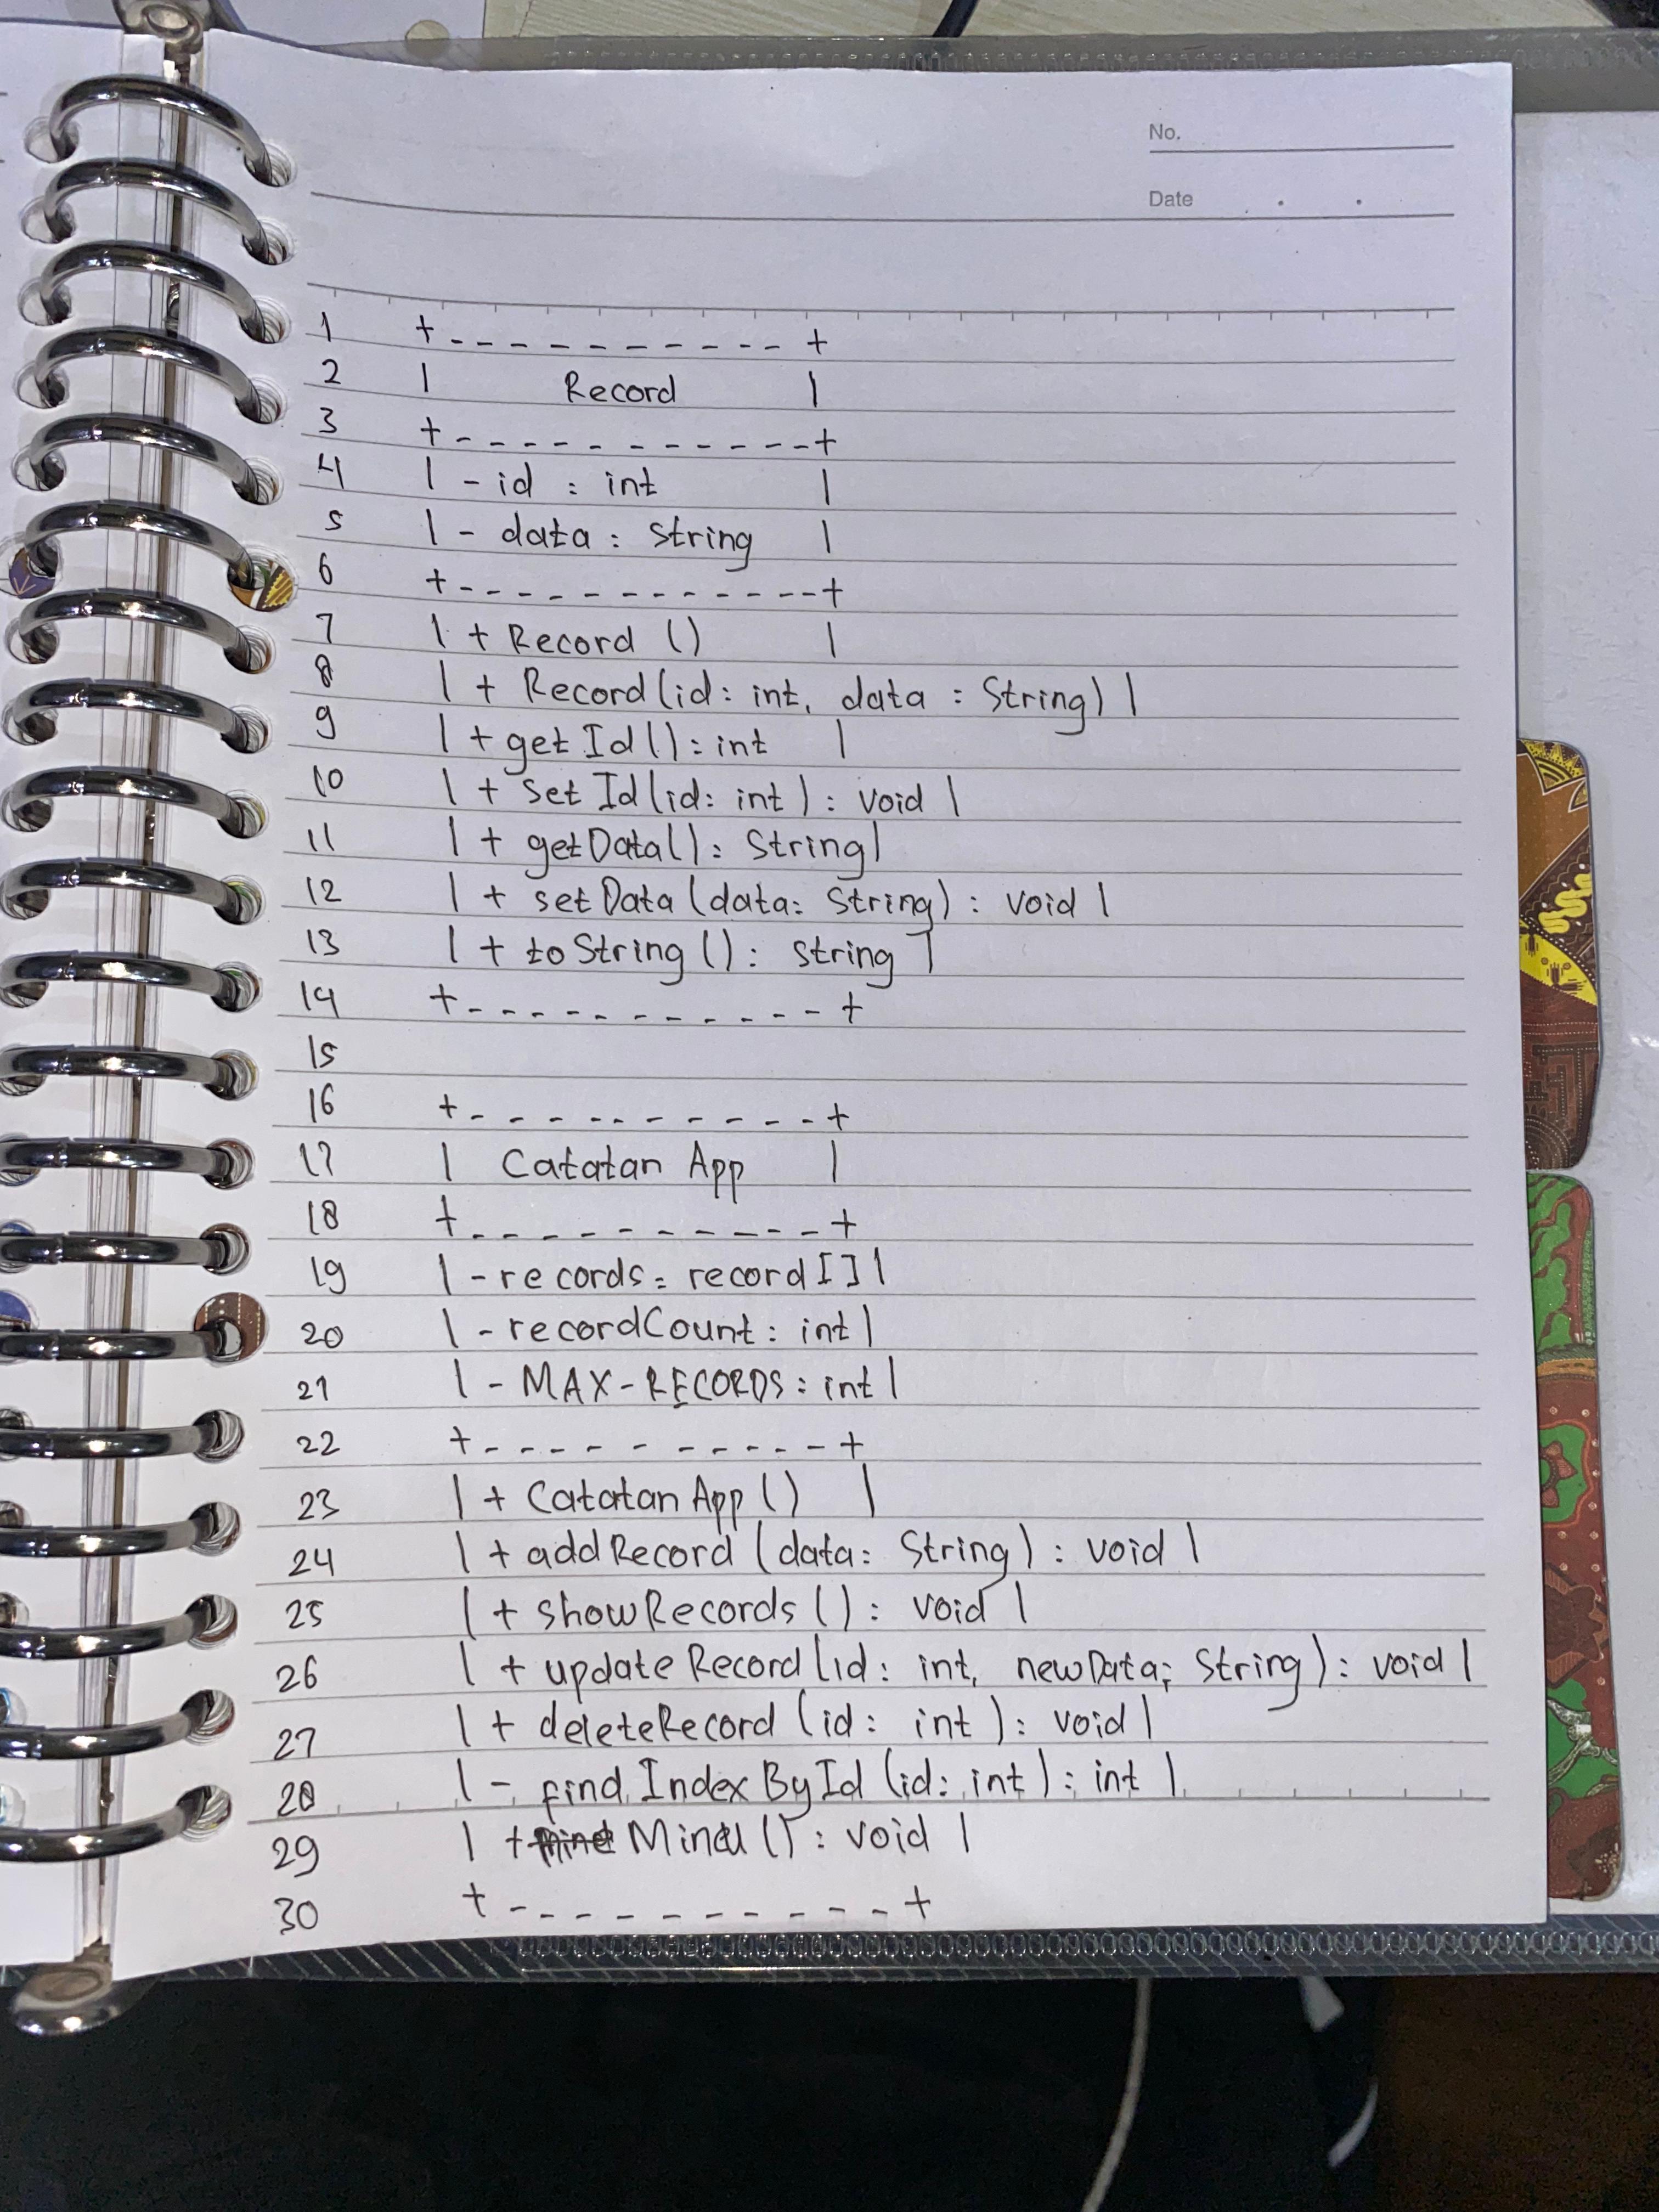 No.
Date
1 +-----------+
2 | Record |
3 +-----------+
4 | - id : int |
5 | - data : string |
6 +------------+
7 | + Record () |
8 | + Record (id: int, data : String) |
9 | + getId() : int |
10 | + setId (id: int) : void |
11 | + getData() : String |
12 | + setData (data: String) : void |
13 | + toString () : string |
14 +-----------+
15
16 +-----------+
17 | Catatan App |
18 +----------+
19 | - records = record [] |
20 | - recordCount : int |
21 | - MAX-RECORDS : int |
22 +----------+
23 | + Catatan App () |
24 | + addRecord (data: String) : void |
25 | + showRecords () : void |
26 | + updateRecord (id: int, newData; String) : void |
27 | + deleteRecord (id: int) : void |
28 | - findIndexById (id: int) : int |
29 | + () : void |
30 +-----------+